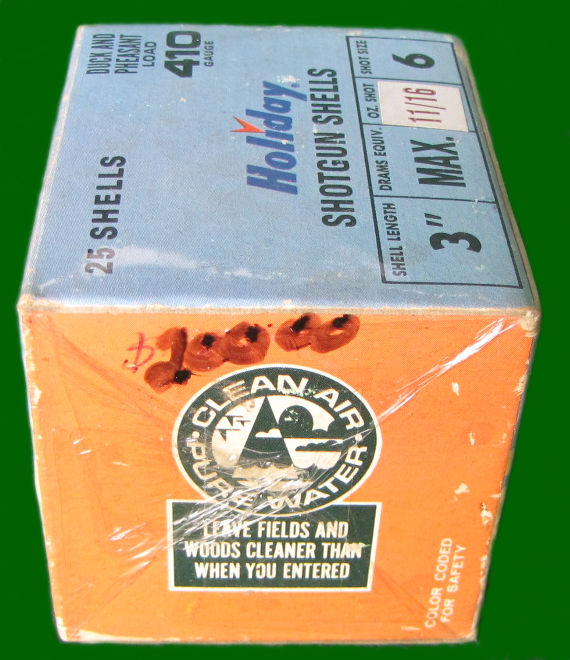 DUCK AND
PHEASANT
LOAD
410
GAUGE
25 SHELLS
Holiday®
SHOTGUN SHELLS
SHELL LENGTH
3"
DRAMS EQUIV.
MAX.
OZ. SHOT
11/16
SHOT SIZE
6
CLEAN AIR
PURE WATER
LEAVE FIELDS AND
WOODS CLEANER THAN
WHEN YOU ENTERED
COLOR CODED
FOR SAFETY